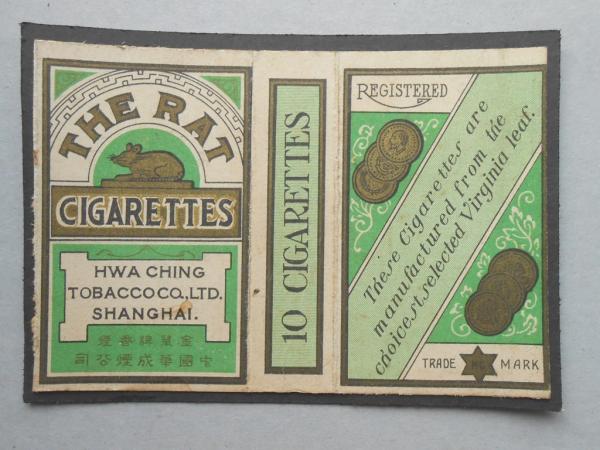 THE RAT
CIGARETTES
HWA CHING
TOBACCO CO., LTD.
SHANGHAI.
金鼠牌香煙
中國華成煙公司
10 CIGARETTES
REGISTERED
These Cigarettes are
manufactured from the
choicest selected Virginia leaf.
TRADE HC MARK